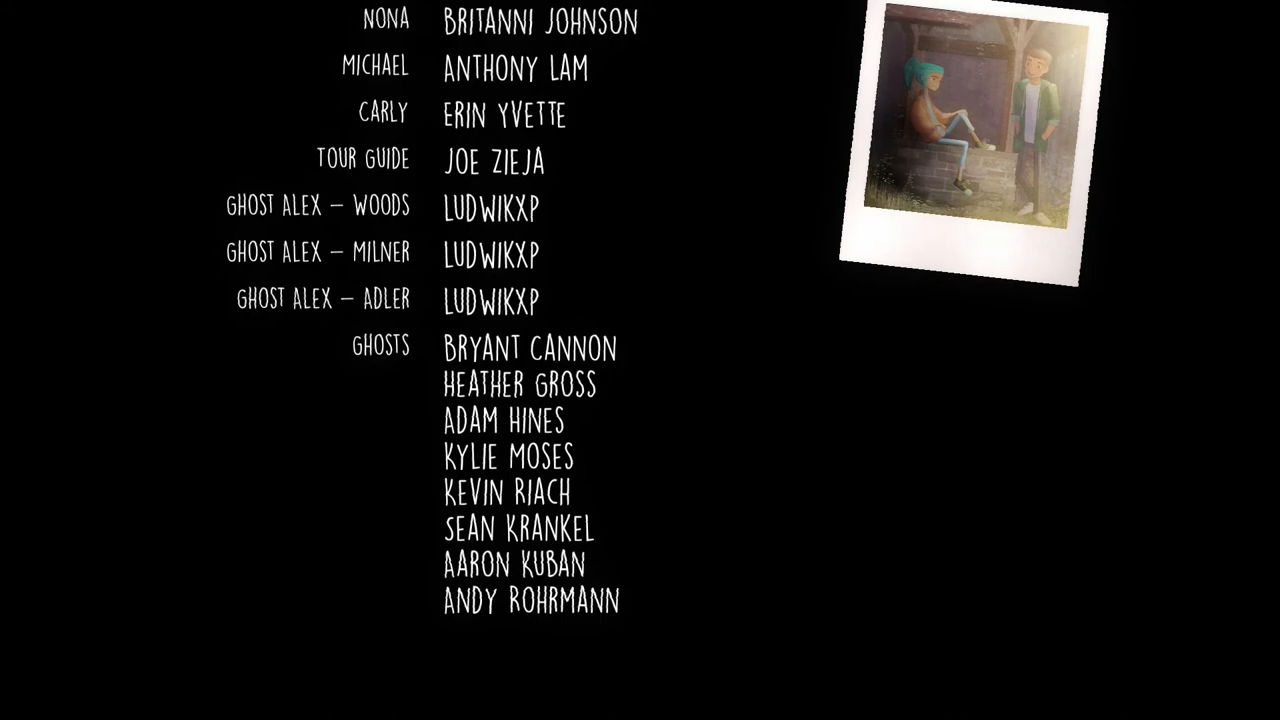 NONA BRITANNI JOHNSON
MICHAEL ANTHONY LAM
CARLY ERIN YVETTE
TOUR GUIDE JOE ZIEJA
GHOST ALEX – WOODS LUDWIKXP
GHOST ALEX – MILNER LUDWIKXP
GHOST ALEX – ADLER LUDWIKXP
GHOSTS BRYANT CANNON
HEATHER GROSS
ADAM HINES
KYLIE MOSES
KEVIN RIACH
SEAN KRANKEL
AARON KUBAN
ANDY ROHRMANN